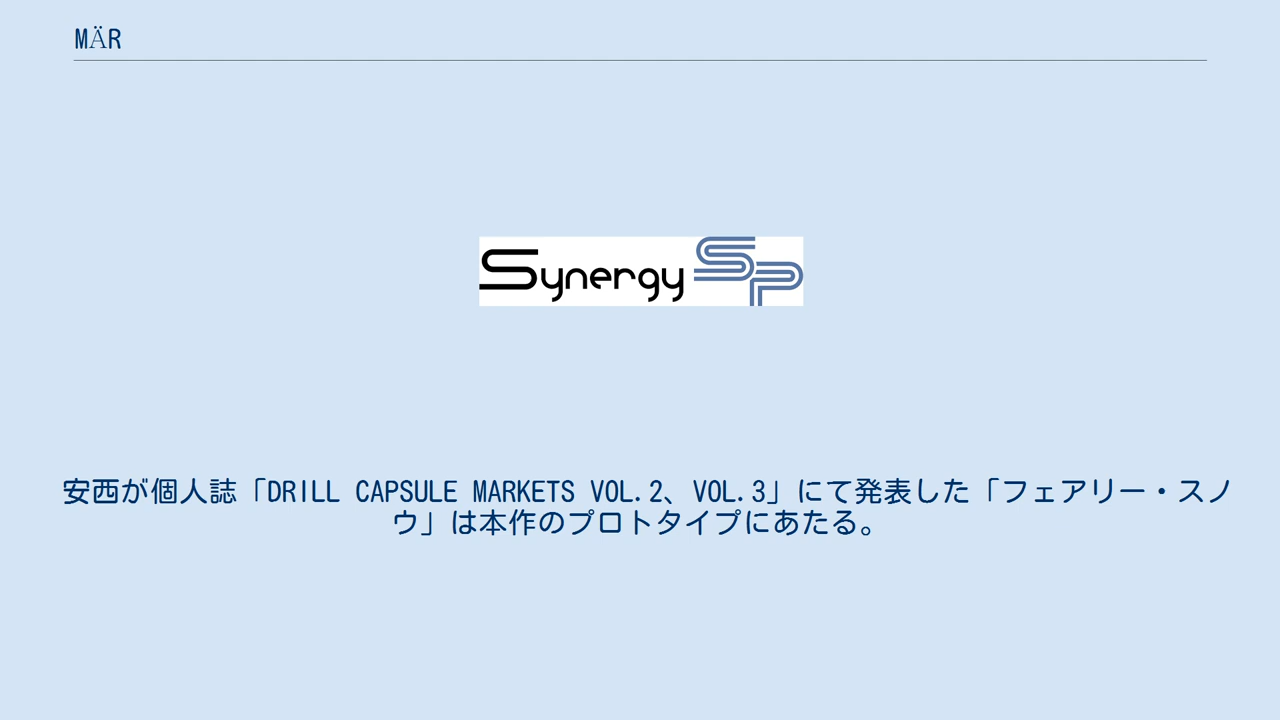 MÄR
Synergy SP
安西が個人誌「DRILL CAPSULE MARKETS VOL.2、VOL.3」にて発表した「フェアリー・スノ
ウ」は本作のプロトタイプにあたる。